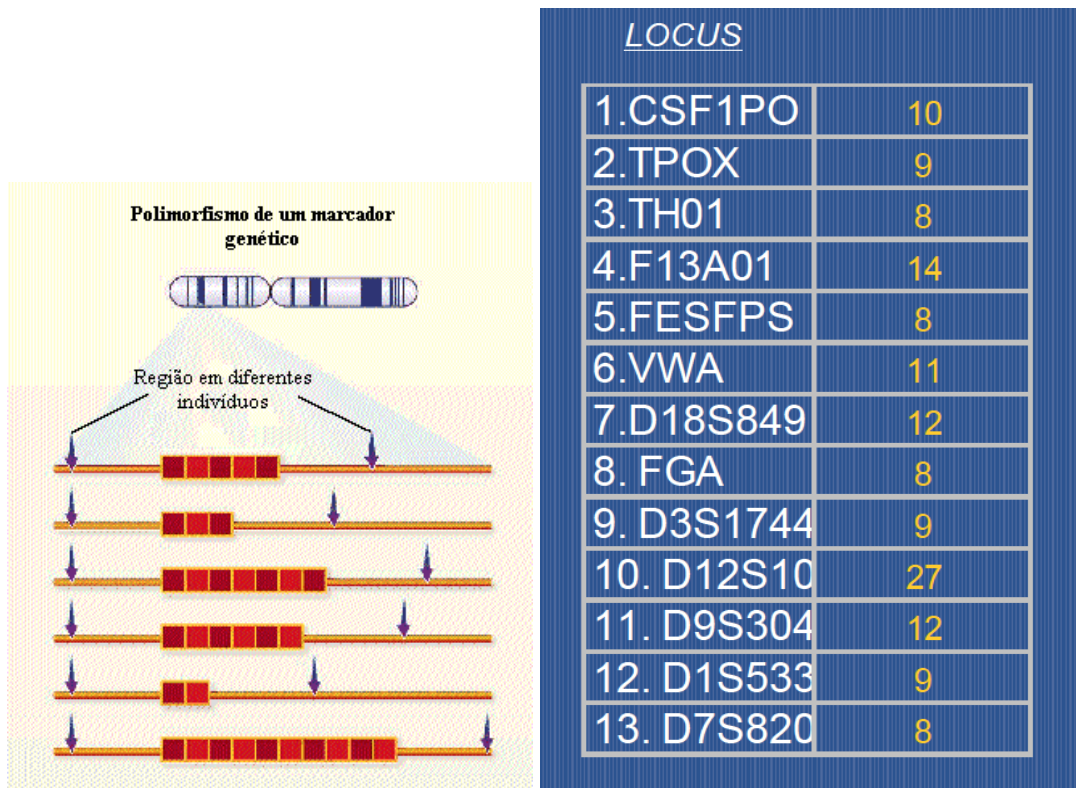 Polimorfismo de um marcador
genético
Região em diferentes
indivíduos
LOCUS
1.CSF1PO 10
2.TPOX 9
3.TH01 8
4.F13A01 14
5.FESFPS 8
6.VWA 11
7.D18S849 12
8. FGA 8
9. D3S1744 9
10. D12S10 27
11. D9S304 12
12. D1S533 9
13. D7S820 8